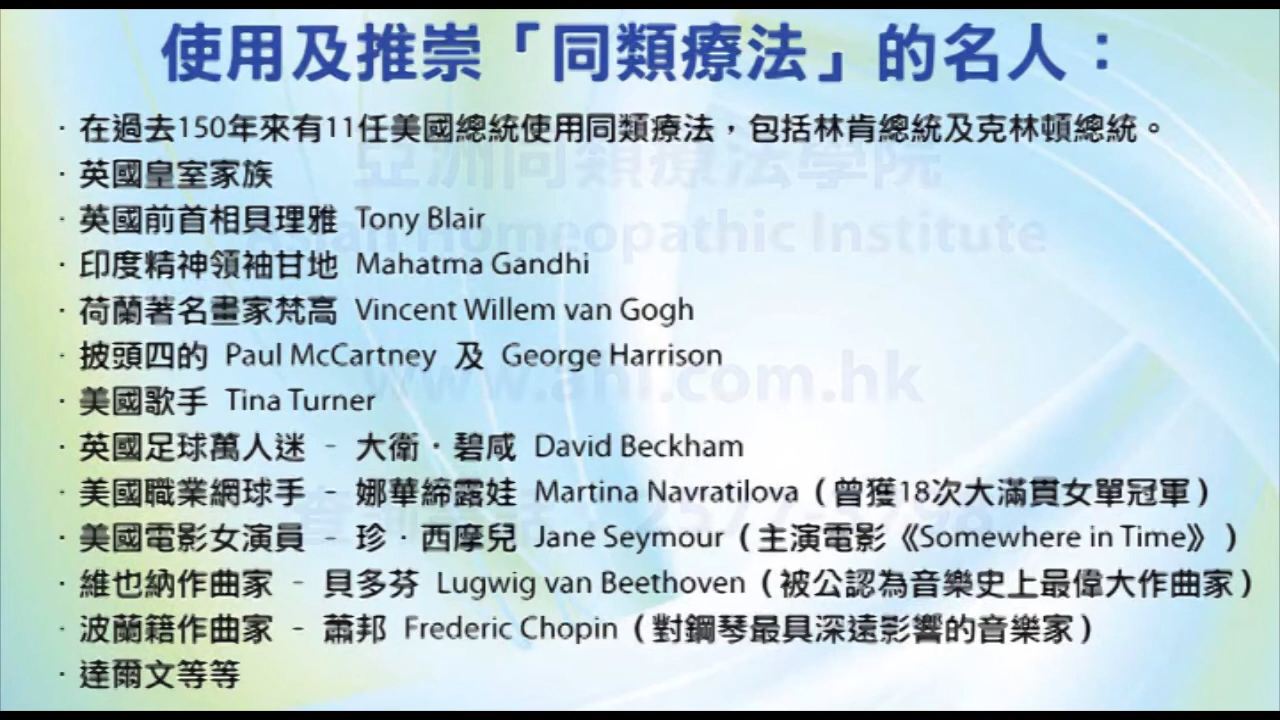 使用及推崇「同類療法」的名人：
· 在過去150年來有11任美國總統使用同類療法，包括林肯總統及克林頓總統。
亞洲同類療法學院
· 英國皇室家族
· 英國前首相貝理雅 Tony Blair
Asian Homeopathic Institute
· 印度精神領袖甘地 Mahatma Gandhi
· 荷蘭著名畫家梵高 Vincent Willem van Gogh
· 披頭四的 Paul McCartney 及 George Harrison
www.ahi.com.hk
· 美國歌手 Tina Turner
· 英國足球萬人迷 – 大衛·碧咸 David Beckham
· 美國職業網球手 – 娜華締露娃 Martina Navratilova（曾獲18次大滿貫女單冠軍）
· 美國電影女演員 – 珍·西摩兒 Jane Seymour（主演電影《Somewhere in Time》）
· 維也納作曲家 – 貝多芬 Lugwig van Beethoven（被公認為音樂史上最偉大作曲家）
· 波蘭籍作曲家 – 蕭邦 Frederic Chopin（對鋼琴最具深遠影響的音樂家）
· 達爾文等等